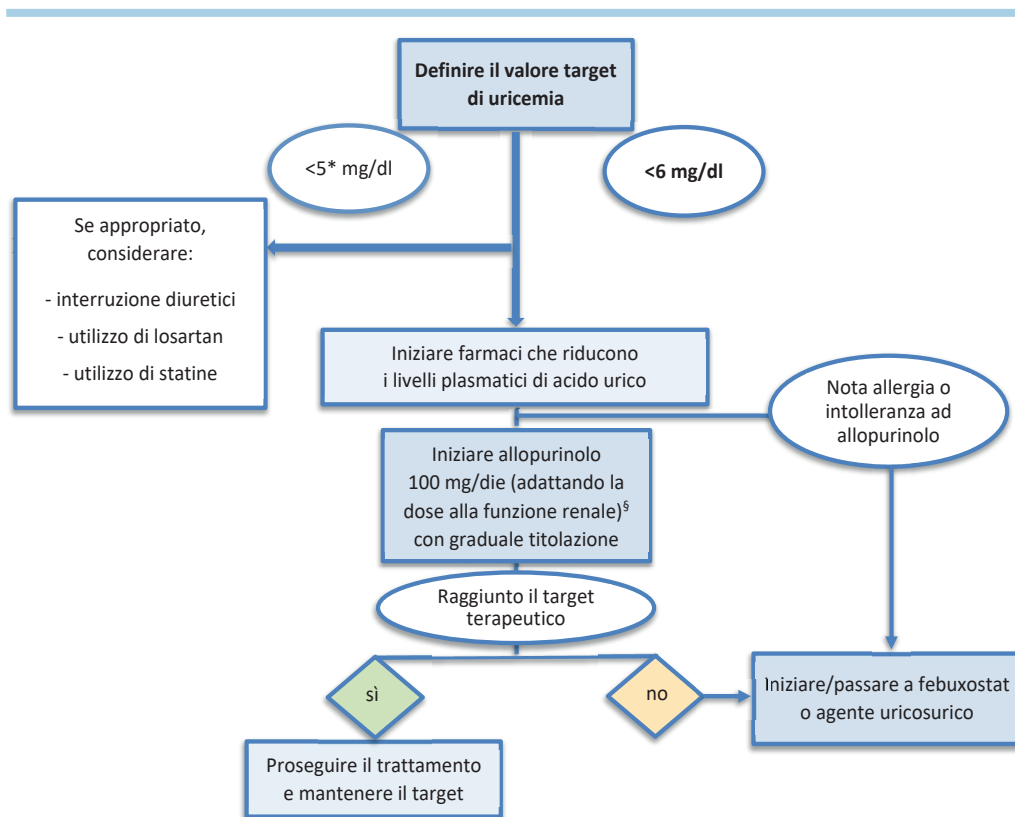 Definire il valore target
di uricemia
<5* mg/dl
<6 mg/dl
Se appropriato,
considerare:
- interruzione diuretici
- utilizzo di losartan
- utilizzo di statine
Iniziare farmaci che riducono
i livelli plasmatici di acido urico
Nota allergia o
intolleranza ad
allopurinolo
Iniziare allopurinolo
100 mg/die (adattando la
dose alla funzione renale)§
con graduale titolazione
Raggiunto il target
terapeutico
sì
no
Iniziare/passare a febuxostat
o agente uricosurico
Proseguire il trattamento
e mantenere il target